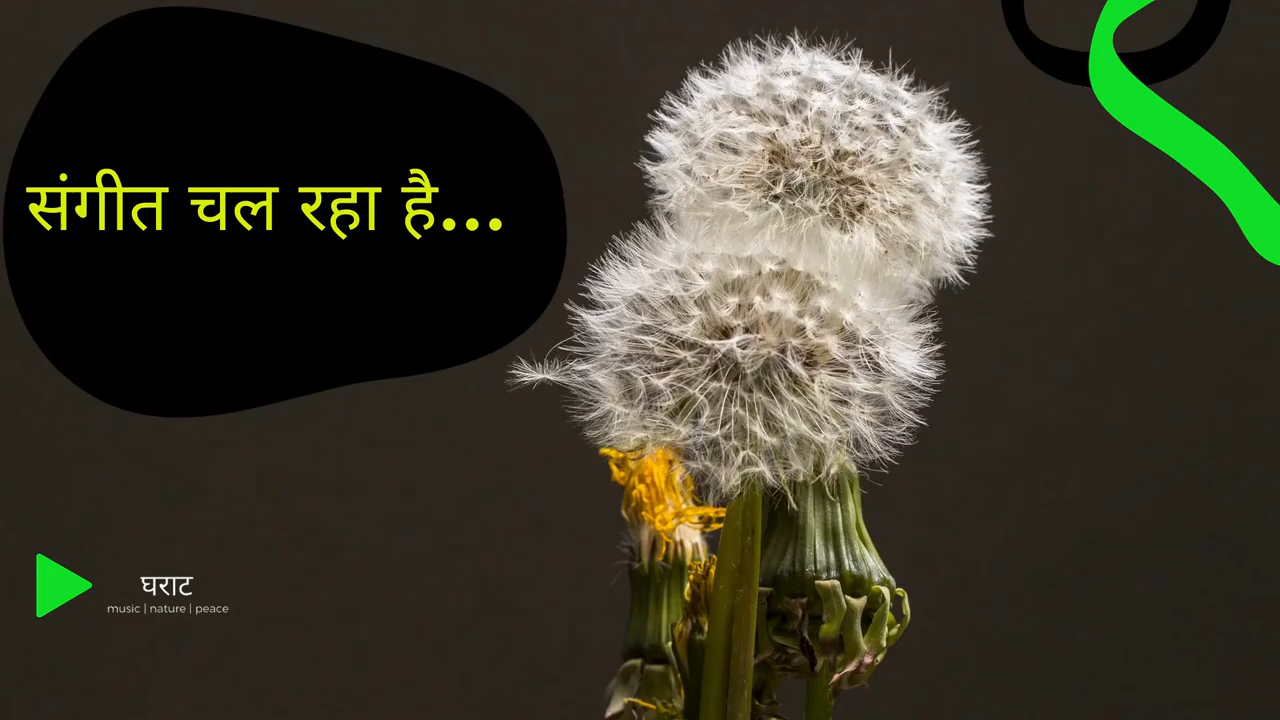 संगीत चल रहा है...
घराट
music | nature | peace